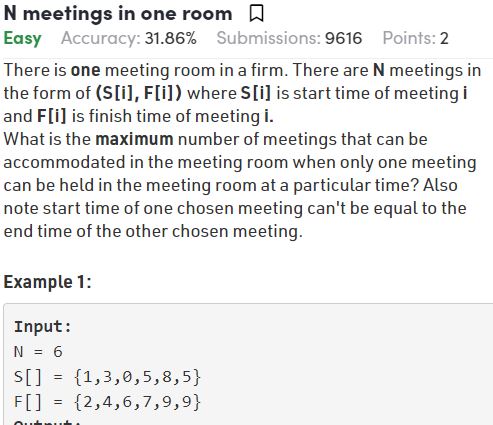 N meetings in one room
Easy Accuracy: 31.86% Submissions: 9616 Points: 2
There is one meeting room in a firm. There are N meetings in
the form of (S[i], F[i]) where S[i] is start time of meeting i
and F[i] is finish time of meeting i.
What is the maximum number of meetings that can be
accommodated in the meeting room when only one meeting
can be held in the meeting room at a particular time? Also
note start time of one chosen meeting can't be equal to the
end time of the other chosen meeting.
Example 1:
Input:
N = 6
S[] = {1,3,0,5,8,5}
F[] = {2,4,6,7,9,9}
Output: